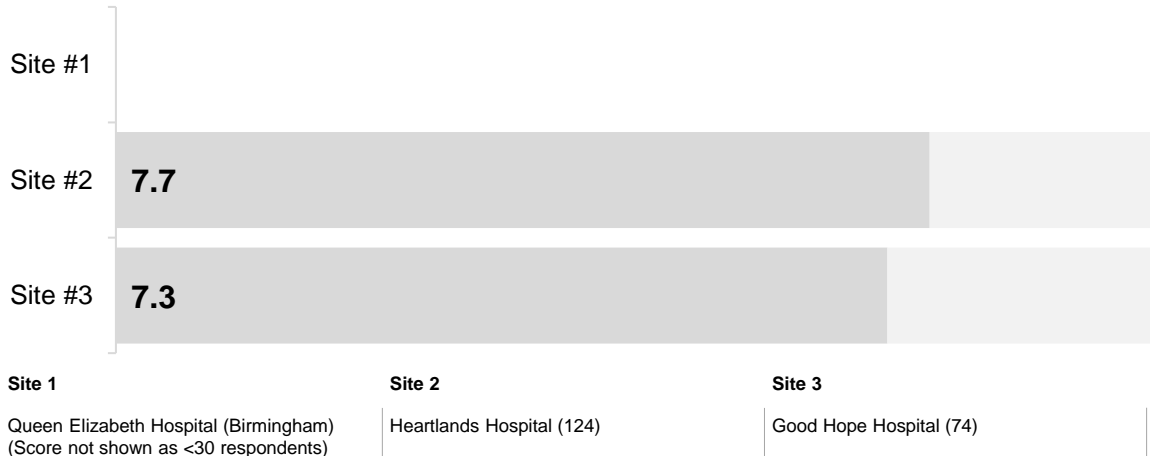 Site #1
Site #2
7.7
Site #3
7.3
Site 1
Site 2
Site 3
Queen Elizabeth Hospital (Birmingham)
(Score not shown as <30 respondents)
Heartlands Hospital (124)
Good Hope Hospital (74)